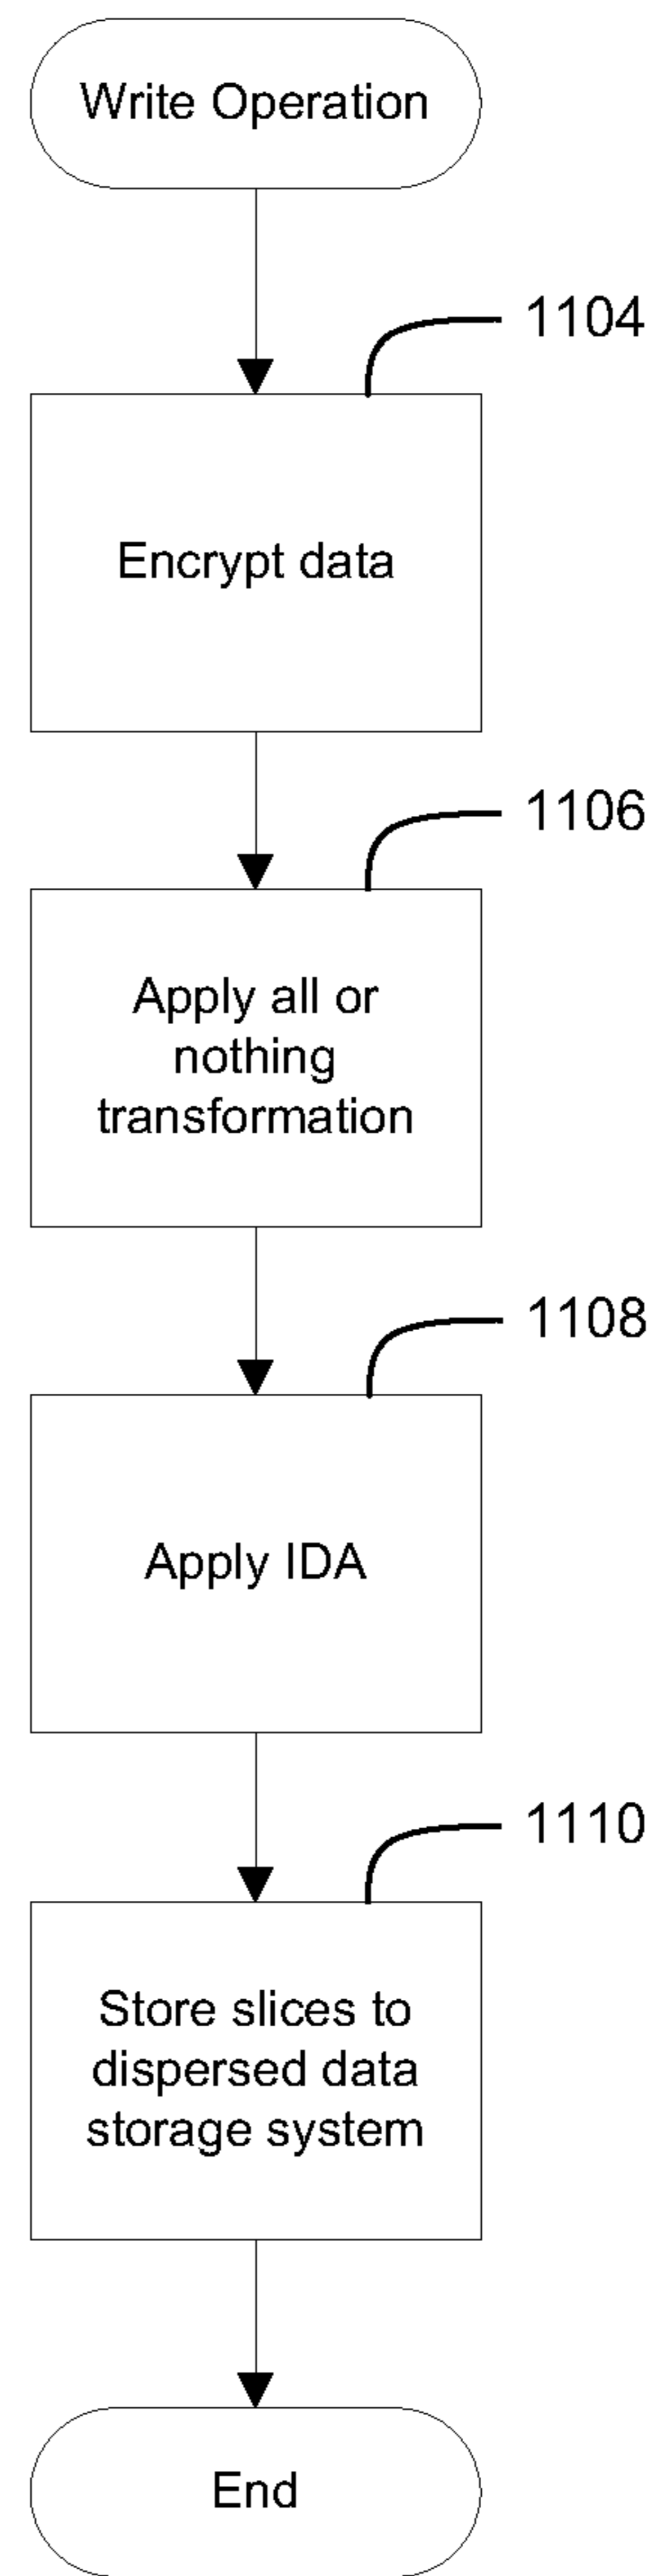 Write Operation
1104
Encrypt data
1106
Apply all or
nothing
transformation
1108
Apply IDA
1110
Store slices to
dispersed data
storage system
End